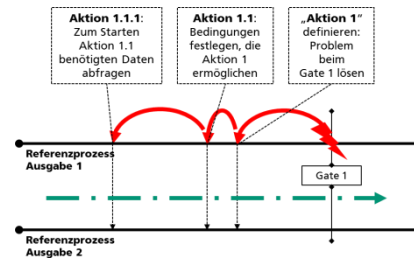 Aktion 1.1.1:
Zum Starten
Aktion 1.1
benötigten Daten
abfragen
Aktion 1.1:
Bedingungen
festlegen, die
Aktion 1
ermöglichen
„Aktion 1“
definieren:
Problem
beim
Gate 1 lösen
Referenzprozess
Ausgabe 1
Gate 1
Referenzprozess
Ausgabe 2